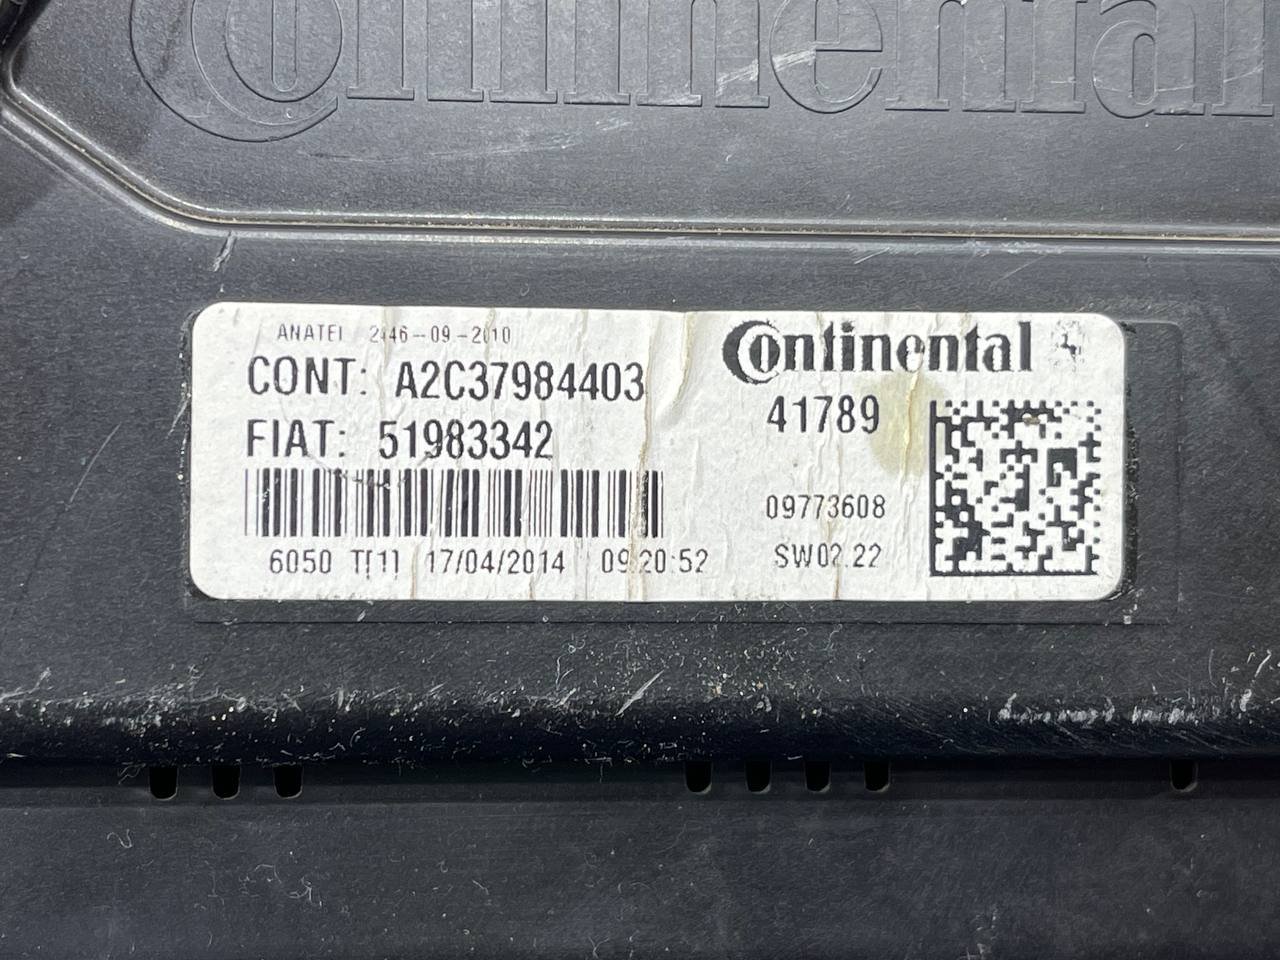 Continental
ANATEL 2446-09-2010
Continental
CONT: A2C37984403
41789
FIAT: 51983342
09773608
6050 T[1] 17/04/2014 09:20:52
SW02.22